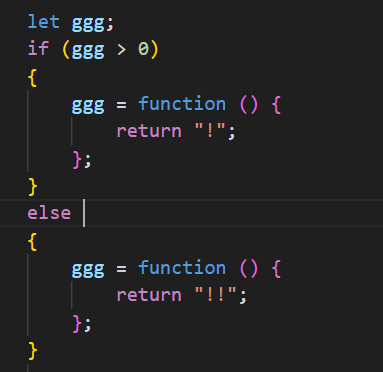 let ggg;
if (ggg > 0)
{
    ggg = function () {
        return "!";
    };
}
else
{
    ggg = function () {
        return "!!";
    };
}